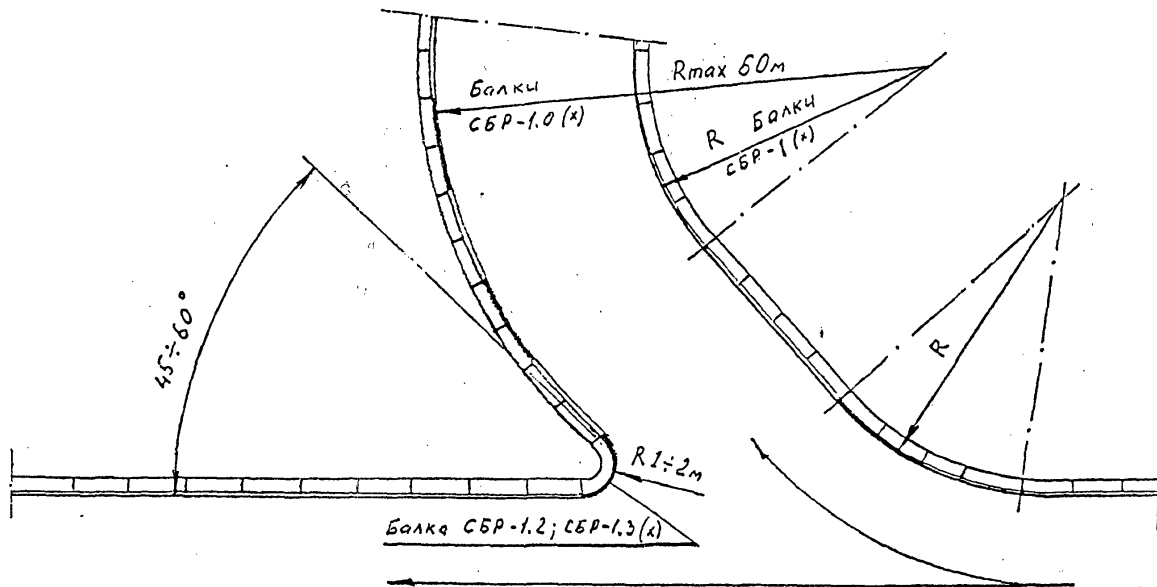 Rmax 60м
Балки
СБР-1.0 (х)
R Балки
СБР-1 (х)
45÷60°
R
R 1÷2м
Балка СБР-1.2; СБР-1.3 (х)